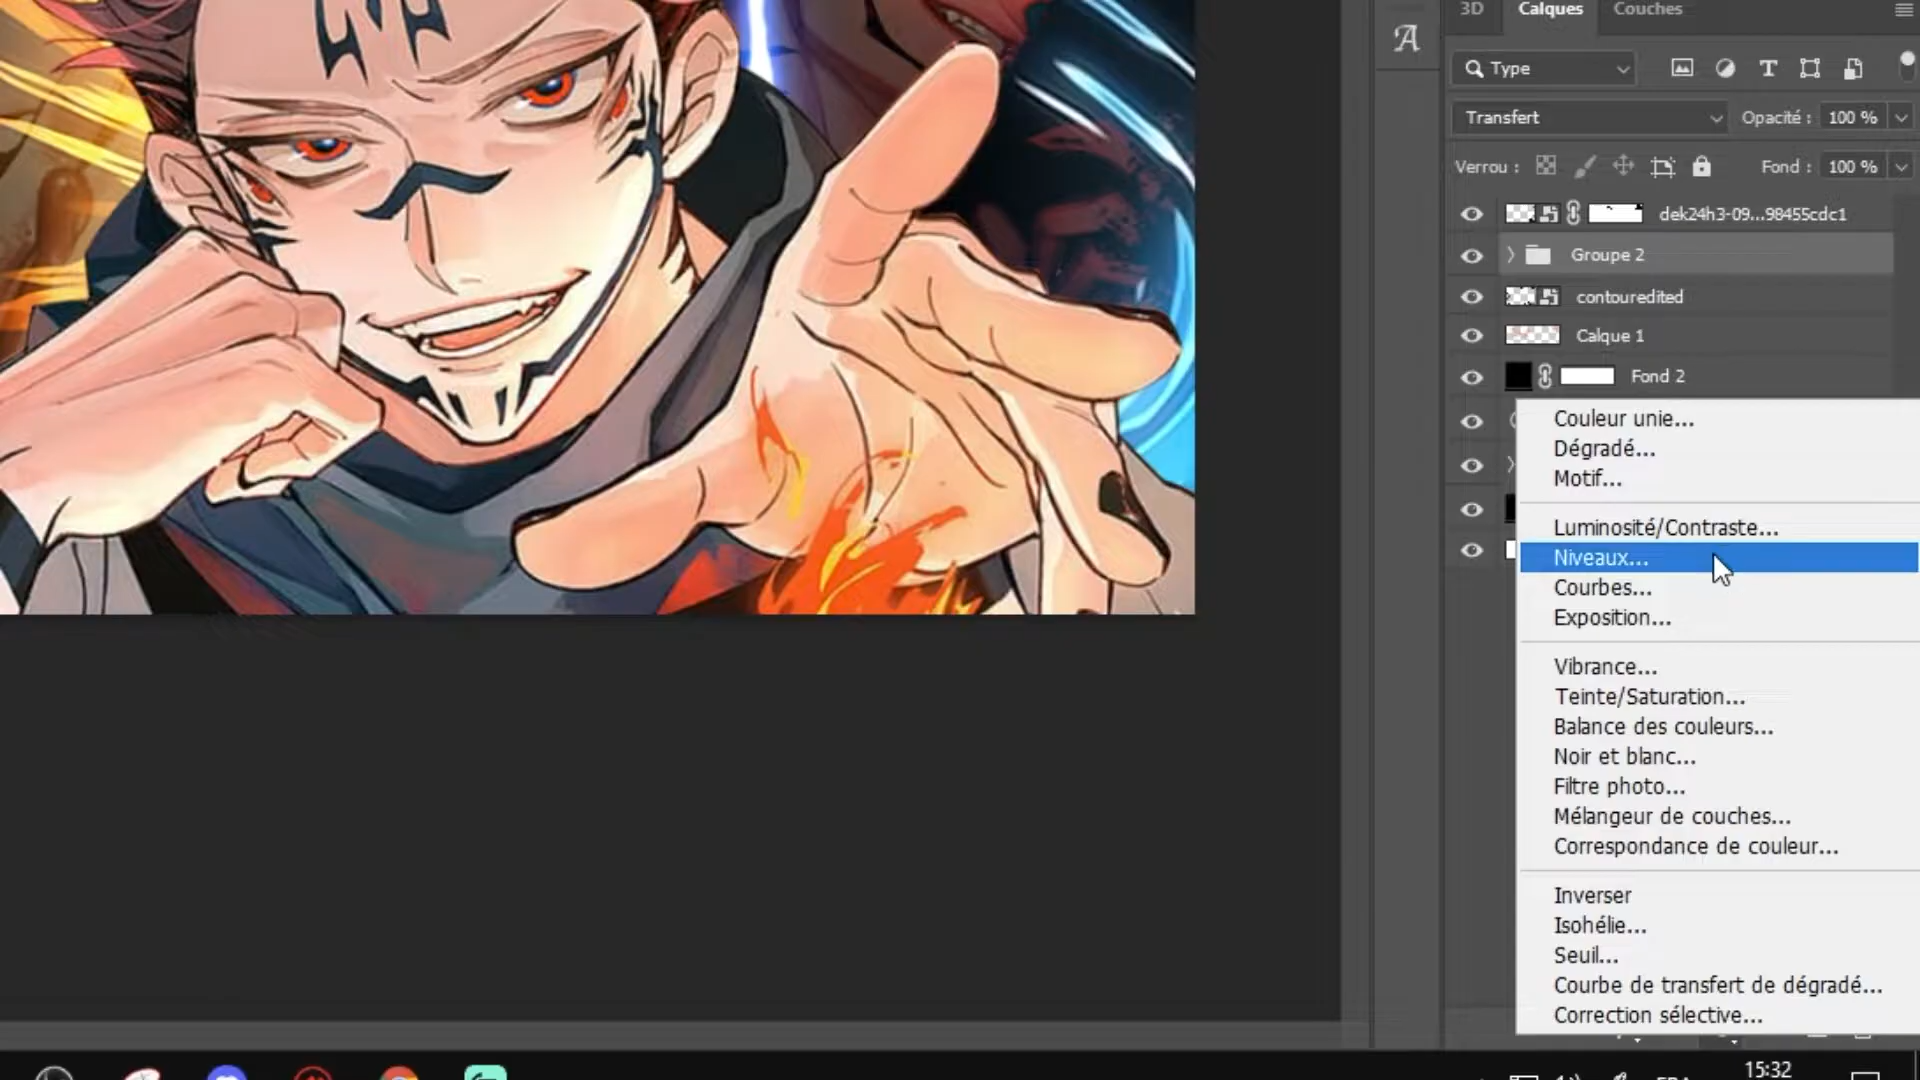 3D Calques Couches
Type
Transfert Opacité : 100 %
Verrou : Fond : 100 %
dek24h3-09...98455cdc1
Groupe 2
contouredited
Calque 1
Fond 2
Couleur unie...
Dégradé...
Motif...
Luminosité/Contraste...
Niveaux...
Courbes...
Exposition...
Vibrance...
Teinte/Saturation...
Balance des couleurs...
Noir et blanc...
Filtre photo...
Mélangeur de couches...
Correspondance de couleur...
Inverser
Isohélie...
Seuil...
Courbe de transfert de dégradé...
Correction sélective...
15:32